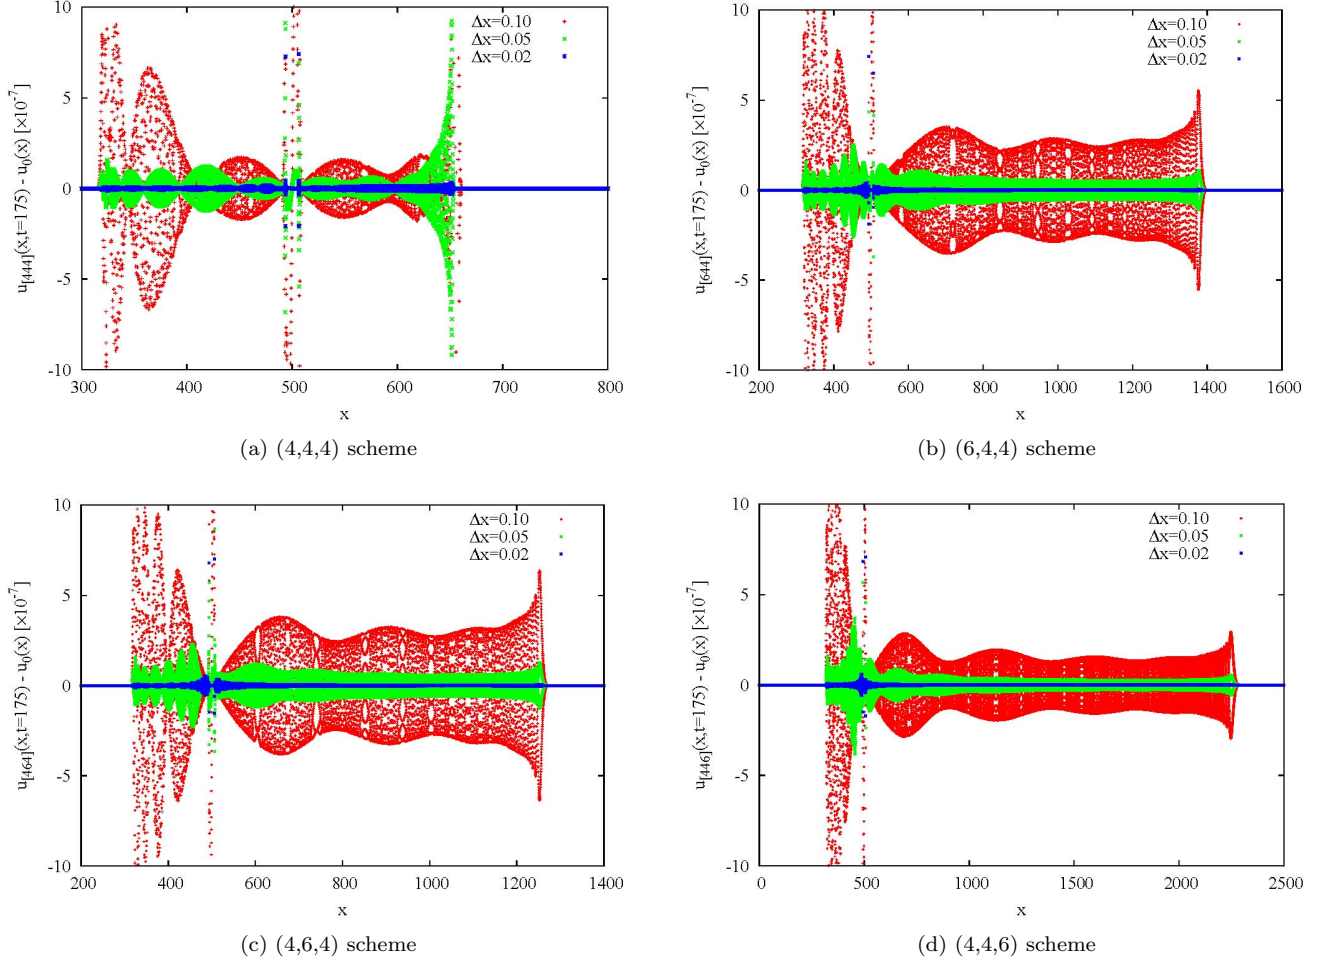 10
5
0
-5
-10
u[444](x,t=175) - u0(x) [×10-7]
Δx=0.10
Δx=0.05
Δx=0.02
300 400 500 600 700 800
x
(a) (4,4,4) scheme
10
5
0
-5
-10
u[644](x,t=175) - u0(x) [×10-7]
Δx=0.10
Δx=0.05
Δx=0.02
200 400 600 800 1000 1200 1400 1600
x
(b) (6,4,4) scheme
10
5
0
-5
-10
u[464](x,t=175) - u0(x) [×10-7]
Δx=0.10
Δx=0.05
Δx=0.02
200 400 600 800 1000 1200 1400
x
(c) (4,6,4) scheme
10
5
0
-5
-10
u[446](x,t=175) - u0(x) [×10-7]
Δx=0.10
Δx=0.05
Δx=0.02
0 500 1000 1500 2000 2500
x
(d) (4,4,6) scheme